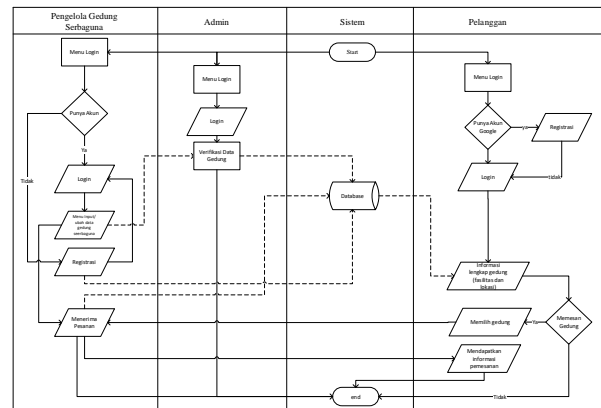 Pengelola Gedung
Serbaguna
Admin
Sistem
Pelanggan
Menu Login
Start
Menu Login
Menu Login
Punya Akun
Login
Punya Akun
Google
ya
Registrasi
Ya
Verifikasi Data
Gedung
Tidak
Login
Login
tidak
Menu Input/
ubah data
gedung
serbaguna
Database
Registrasi
Informasi
lengkap gedung
(fasilitas dan
lokasi)
Menerima
Pesanan
Memilih gedung
Ya
Memesan
Gedung
Mendapatkan
informasi
pemesanan
end
Tidak